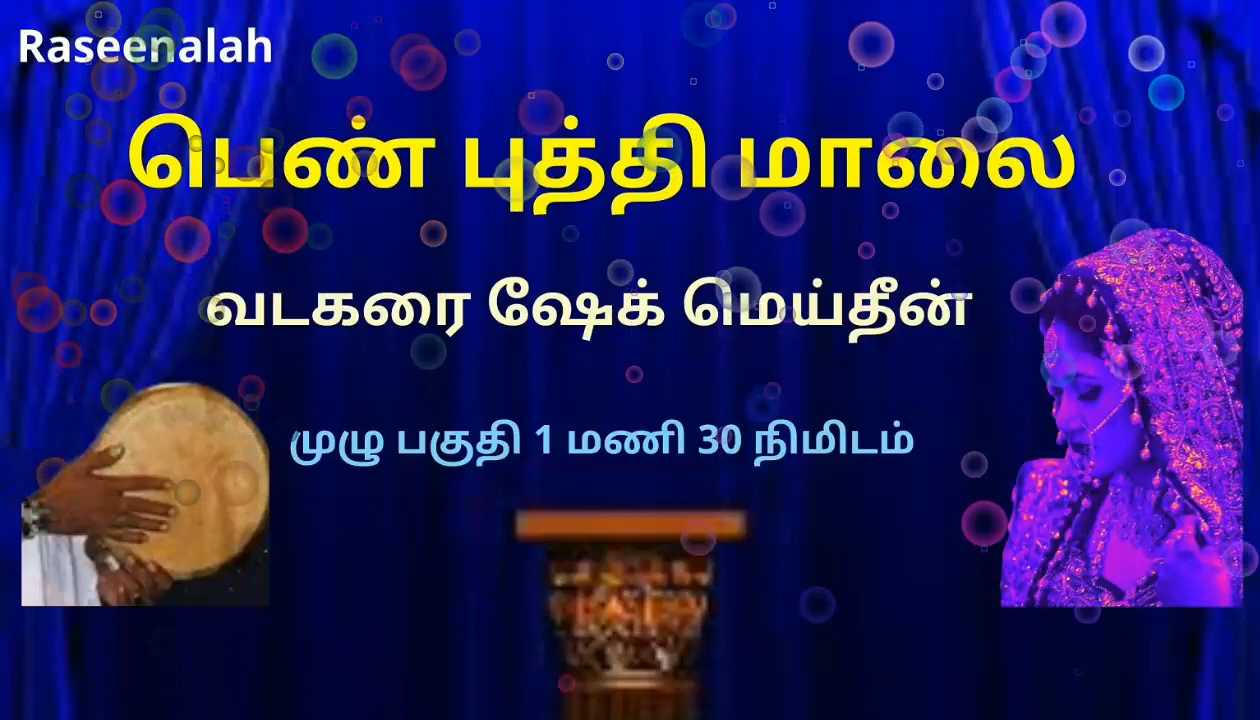 Raseenalah
பெண் புத்தி மாலை
வடகரை ஷேக் மெய்தீன்
முழு பகுதி 1 மணி 30 நிமிடம்